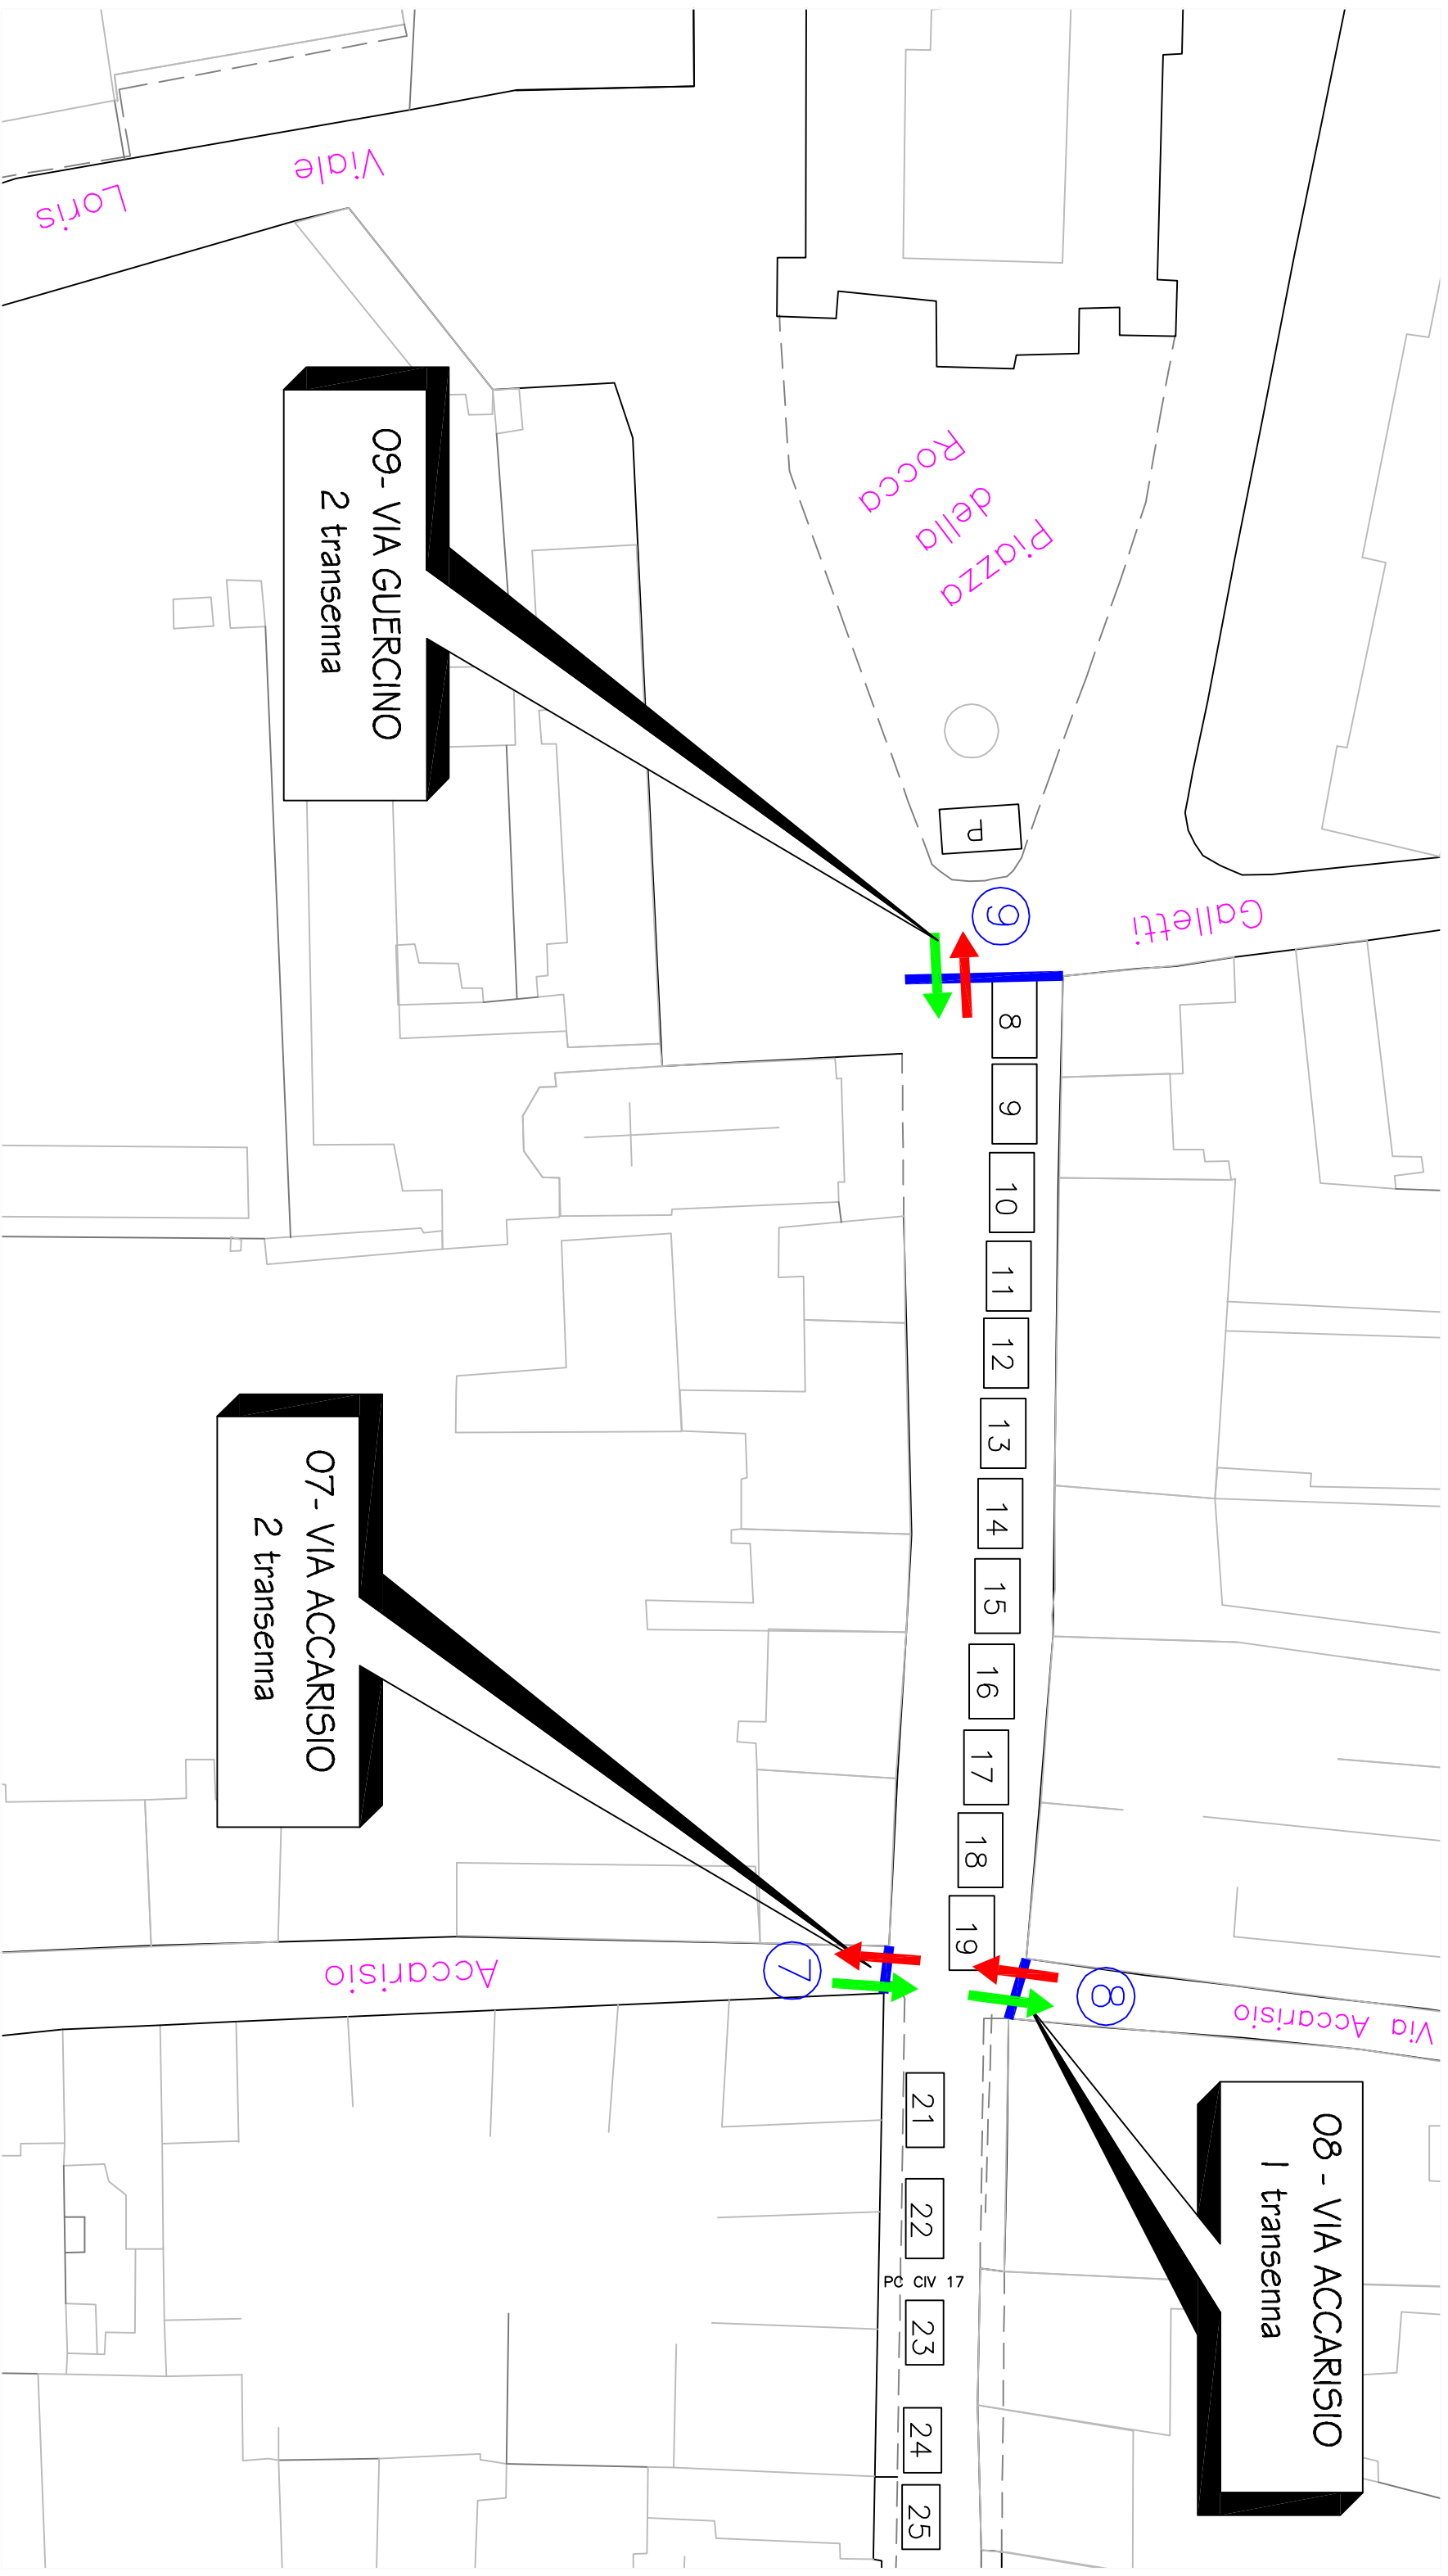 Viale
Loris
Piazza
della
Rocca
09- VIA GUERCINO
2 transenna
P
9
Galletti
8
9
10
11
12
13
14
15
16
17
18
19
07- VIA ACCARISIO
2 transenna
Accarisio
7
8
Via Accarisio
08 - VIA ACCARISIO
1 transenna
21
22
PC CIV 17
23
24
25